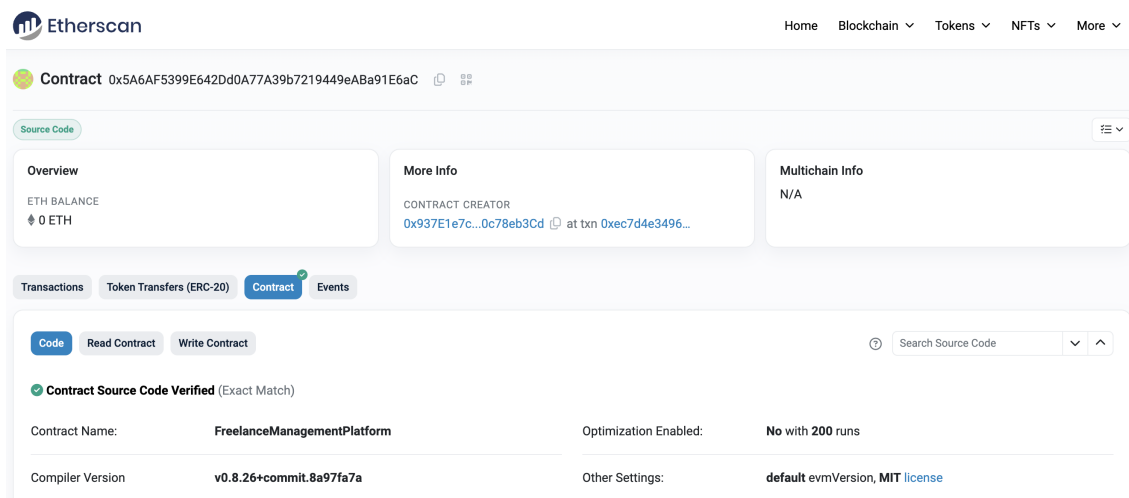 Etherscan
Home Blockchain Tokens NFTs More
Contract 0x5A6AF5399E642Dd0A77A39b7219449eABa91E6aC
Source Code
Overview
ETH BALANCE
0 ETH
More Info
CONTRACT CREATOR
0x937E1e7c...0c78eb3Cd at txn 0xec7d4e3496...
Multichain Info
N/A
Transactions Token Transfers (ERC-20) Contract Events
Code Read Contract Write Contract Search Source Code
Contract Source Code Verified (Exact Match)
Contract Name: FreelanceManagementPlatform
Optimization Enabled: No with 200 runs
Compiler Version v0.8.26+commit.8a97fa7a
Other Settings: default evmVersion, MIT license